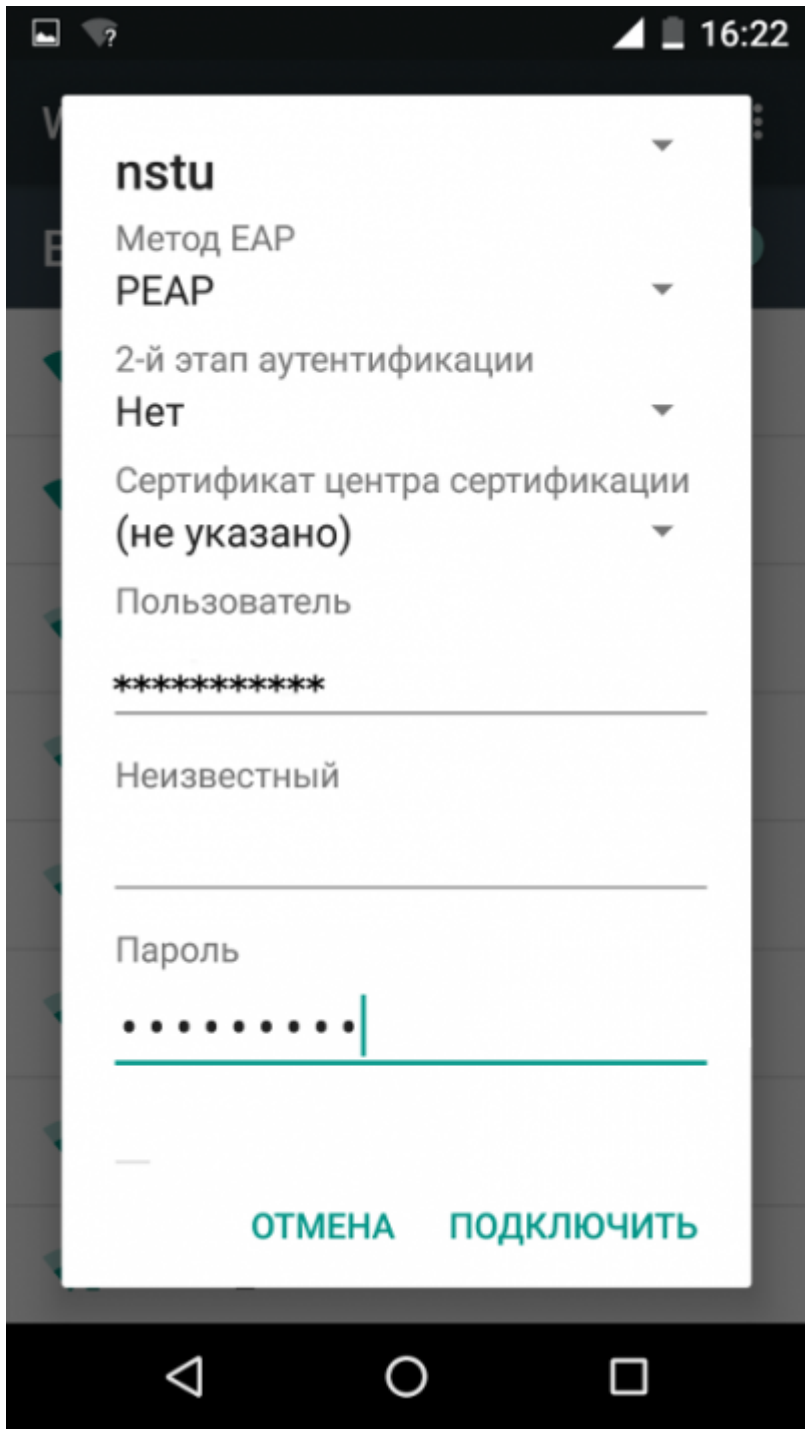 16:22
nstu
Метод EAP
PEAP
2-й этап аутентификации
Нет
Сертификат центра сертификации
(не указано)
Пользователь
***********
Неизвестный
Пароль
•••••••••
ОТМЕНА ПОДКЛЮЧИТЬ